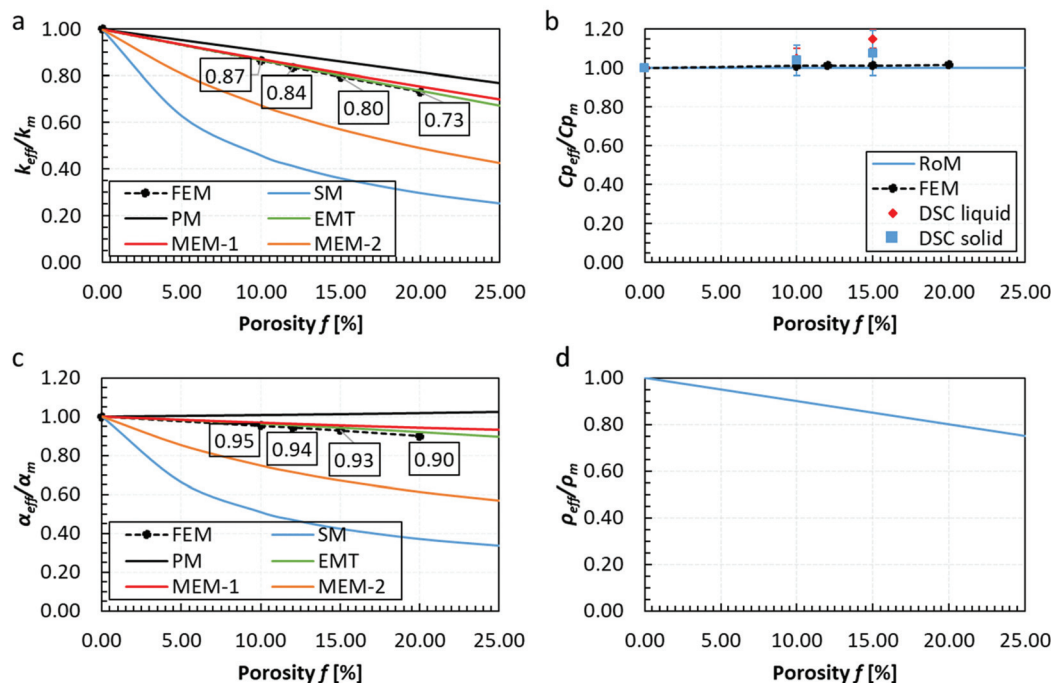 a
1.00
0.80
0.60
0.40
0.20
0.00
k_eff/k_m
0.87
0.84
0.80
0.73
FEM SM
PM EMT
MEM-1 MEM-2
0.00 5.00 10.00 15.00 20.00 25.00
Porosity f [%]
b
1.20
1.00
0.80
0.60
0.40
0.20
0.00
Cp_eff/Cp_m
RoM
FEM
DSC liquid
DSC solid
0.00 5.00 10.00 15.00 20.00 25.00
Porosity f [%]
c
1.20
1.00
0.80
0.60
0.40
0.20
0.00
α_eff/α_m
0.95
0.94
0.93
0.90
FEM SM
PM EMT
MEM-1 MEM-2
0.00 5.00 10.00 15.00 20.00 25.00
Porosity f [%]
d
1.00
0.80
0.60
0.40
0.20
0.00
ρ_eff/ρ_m
0.00 5.00 10.00 15.00 20.00 25.00
Porosity f [%]